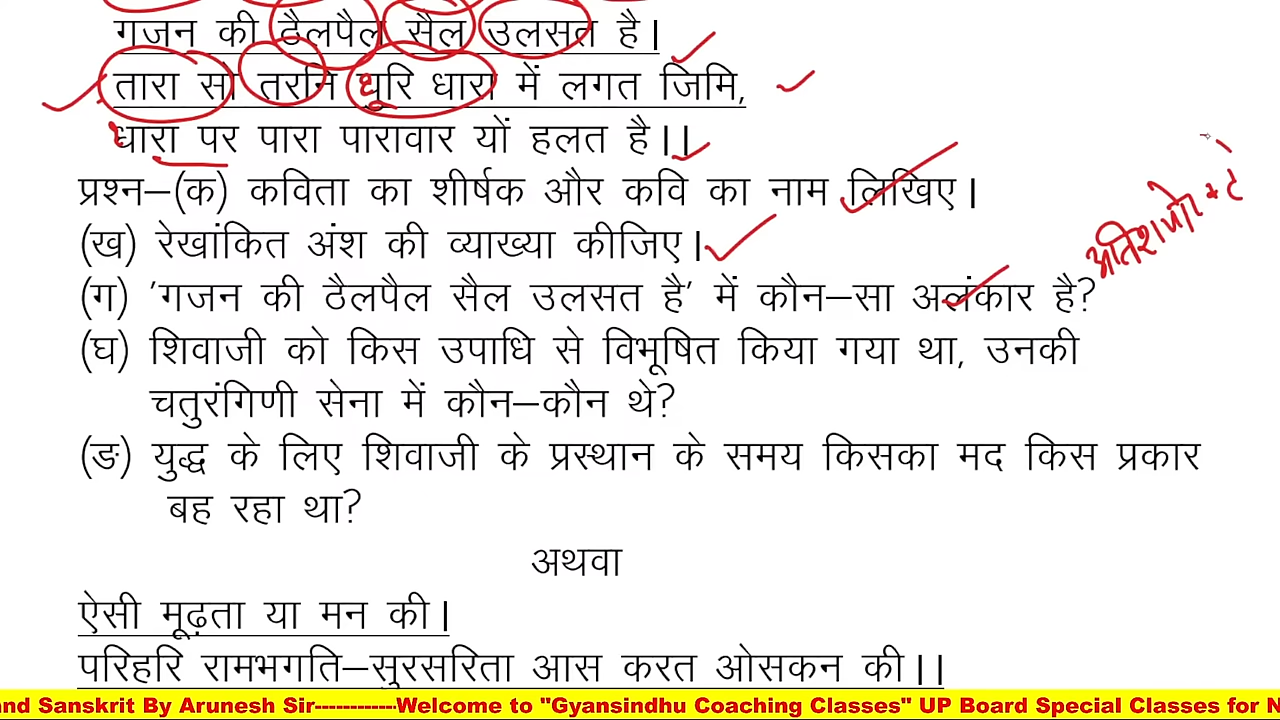 गजन की ठैलपैल सैल उलसत है।
तारा सो तरनि धूरि धारा में लगत जिमि,
धारा पर पारा पारावार यों हलत है।।
प्रश्न–(क) कविता का शीर्षक और कवि का नाम लिखिए।
(ख) रेखांकित अंश की व्याख्या कीजिए।
(ग) 'गजन की ठैलपैल सैल उलसत है' में कौन–सा अलंकार है?
(घ) शिवाजी को किस उपाधि से विभूषित किया गया था, उनकी
चतुरंगिणी सेना में कौन–कौन थे?
(ङ) युद्ध के लिए शिवाजी के प्रस्थान के समय किसका मद किस प्रकार
बह रहा था?
अथवा
ऐसी मूढ़ता या मन की।
परिहरि रामभगति–सुरसरिता आस करत ओसकन की।।
nd Sanskrit By Arunesh Sir-----------Welcome to "Gyansindhu Coaching Classes" UP Board Special Classes for N